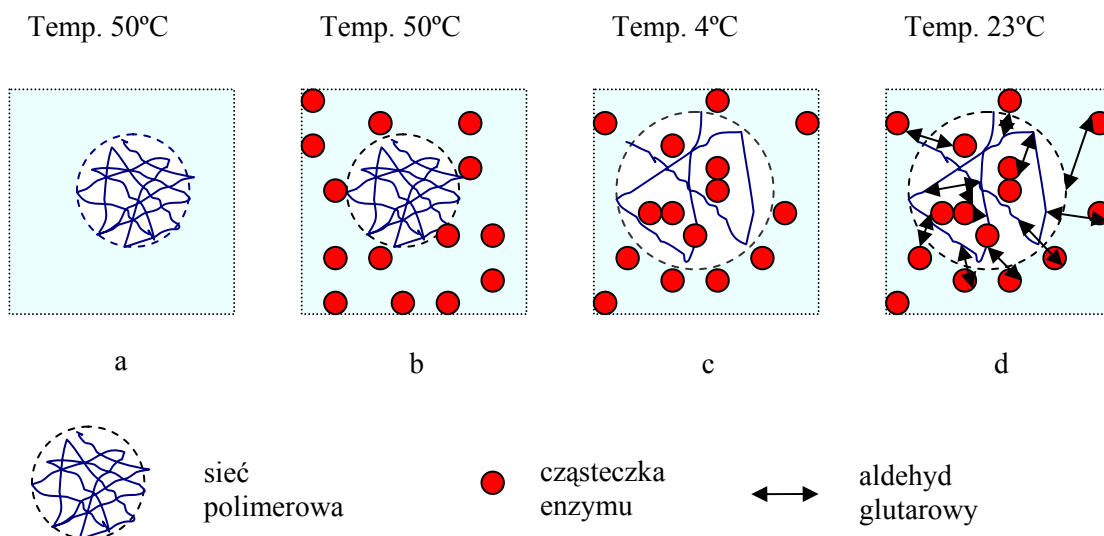 Temp. 50ºC
Temp. 50ºC
Temp. 4ºC
Temp. 23ºC
a
b
c
d
sieć
polimerowa
cząsteczka
enzymu
aldehyd
glutarowy